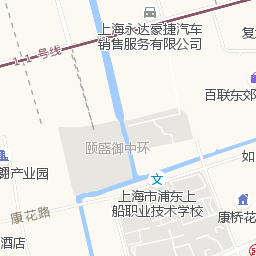 上海永达豪捷汽车
销售服务有限公司
复
11号线
百联东郊
颐盛御中环
如
产业园
文
上海市浦东上
船职业技术学校
康花路
康桥花
酒店